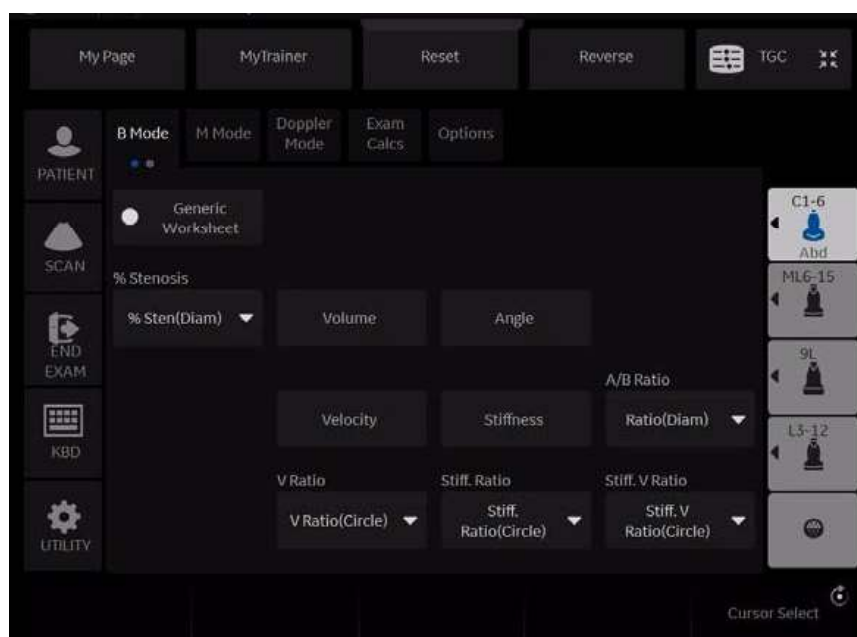 My Page
MyTrainer
Reset
Reverse
TGC
PATIENT
SCAN
END
EXAM
KBD
UTILITY
B Mode
M Mode
Doppler
Mode
Exam
Calcs
Options
Generic
Worksheet
% Stenosis
% Sten(Diam)
Volume
Angle
A/B Ratio
Velocity
Stiffness
Ratio(Diam)
V Ratio
Stiff. Ratio
Stiff. V Ratio
V Ratio(Circle)
Stiff.
Ratio(Circle)
Stiff. V
Ratio(Circle)
C1-6
Abd
ML6-15
9L
L3-12
Cursor Select